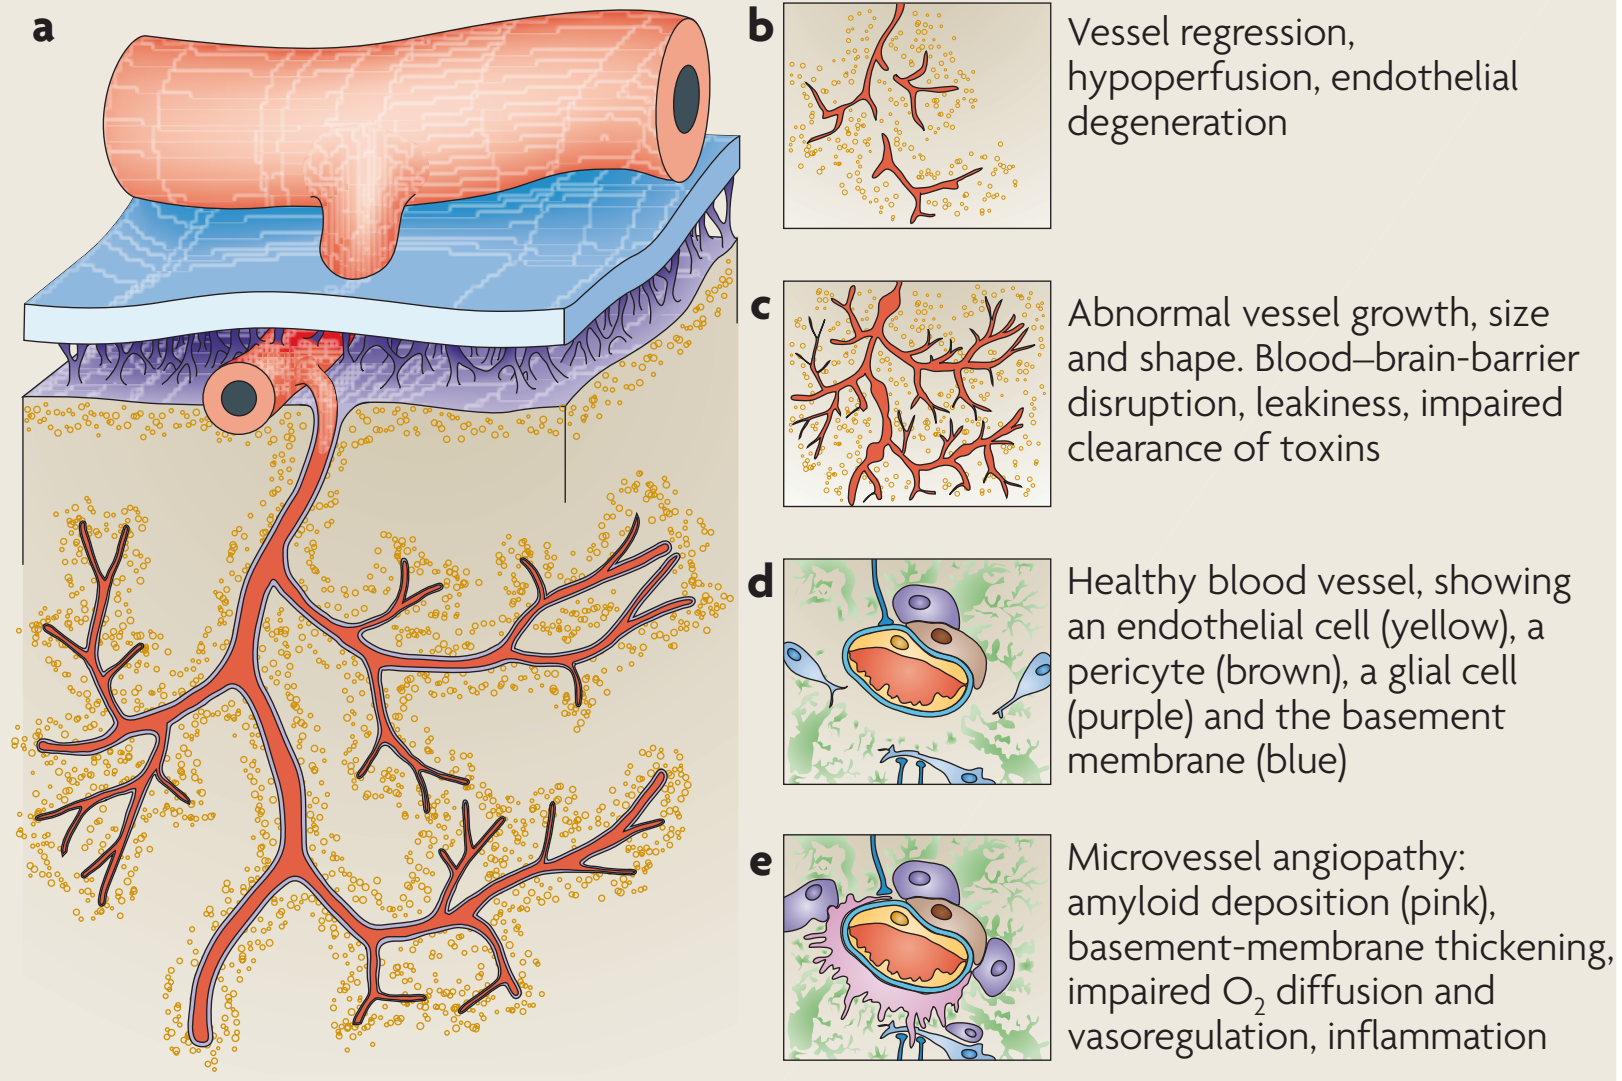 a
b
Vessel regression,
hypoperfusion, endothelial
degeneration
c
Abnormal vessel growth, size
and shape. Blood–brain-barrier
disruption, leakiness, impaired
clearance of toxins
d
Healthy blood vessel, showing
an endothelial cell (yellow), a
pericyte (brown), a glial cell
(purple) and the basement
membrane (blue)
e
Microvessel angiopathy:
amyloid deposition (pink),
basement-membrane thickening,
impaired O₂ diffusion and
vasoregulation, inflammation